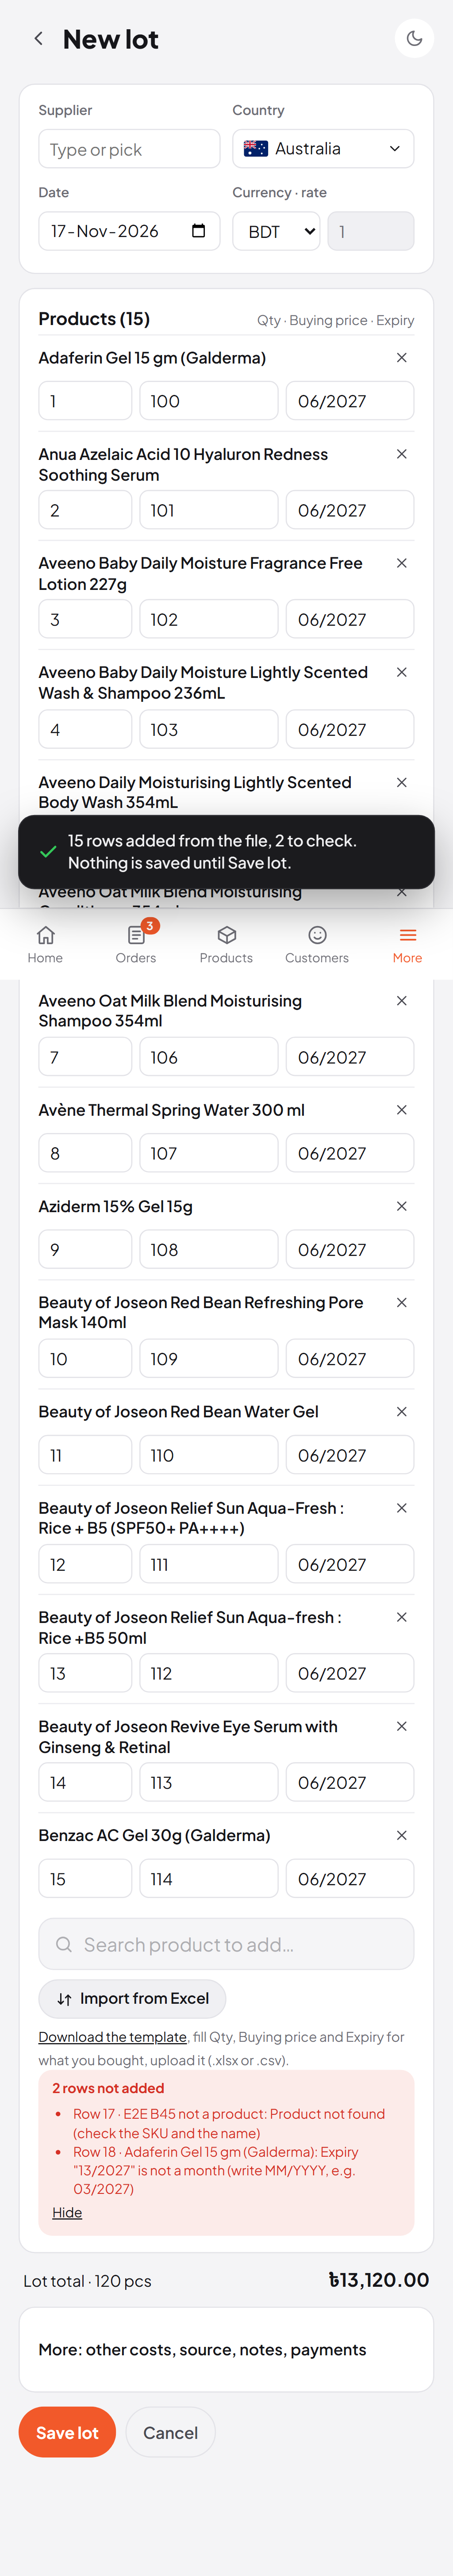 New lot
Supplier
Country
Type or pick
Australia
Date
Currency · rate
17-Nov-2026
BDT
1
Products (15)
Qty · Buying price · Expiry
Adaferin Gel 15 gm (Galderma)
1
100
06/2027
Anua Azelaic Acid 10 Hyaluron Redness
Soothing Serum
2
101
06/2027
Aveeno Baby Daily Moisture Fragrance Free
Lotion 227g
3
102
06/2027
Aveeno Baby Daily Moisture Lightly Scented
Wash & Shampoo 236mL
4
103
06/2027
Aveeno Daily Moisturising Lightly Scented
Body Wash 354mL
15 rows added from the file, 2 to check.
Nothing is saved until Save lot.
Aveeno Oat Milk Blend Moisturising
3
Home
Orders
Products
Customers
More
Aveeno Oat Milk Blend Moisturising
Shampoo 354ml
7
106
06/2027
Avène Thermal Spring Water 300 ml
8
107
06/2027
Aziderm 15% Gel 15g
9
108
06/2027
Beauty of Joseon Red Bean Refreshing Pore
Mask 140ml
10
109
06/2027
Beauty of Joseon Red Bean Water Gel
11
110
06/2027
Beauty of Joseon Relief Sun Aqua-Fresh :
Rice + B5 (SPF50+ PA++++)
12
111
06/2027
Beauty of Joseon Relief Sun Aqua-fresh :
Rice +B5 50ml
13
112
06/2027
Beauty of Joseon Revive Eye Serum with
Ginseng & Retinal
14
113
06/2027
Benzac AC Gel 30g (Galderma)
15
114
06/2027
Search product to add...
Import from Excel
Download the template, fill Qty, Buying price and Expiry for
what you bought, upload it (.xlsx or .csv).
2 rows not added
• Row 17 · E2E B45 not a product: Product not found
(check the SKU and the name)
• Row 18 · Adaferin Gel 15 gm (Galderma): Expiry
"13/2027" is not a month (write MM/YYYY, e.g.
03/2027)
Hide
Lot total · 120 pcs
৳13,120.00
More: other costs, source, notes, payments
Save lot
Cancel